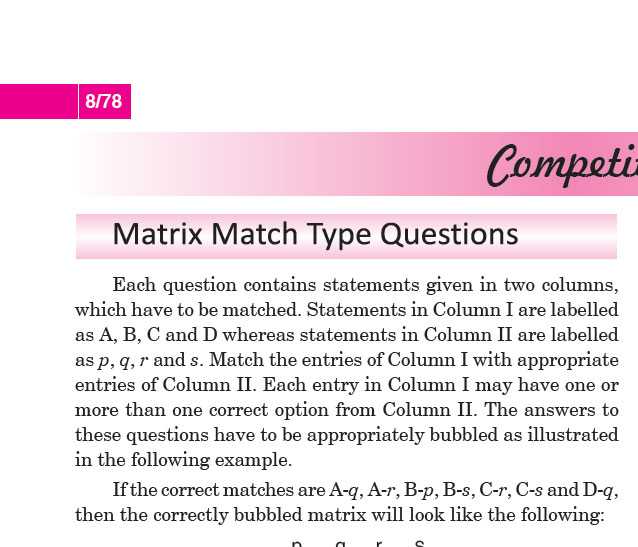 8/78
Matrix Match Type Questions
Each question contains statements given in two columns,
which have to be matched. Statements in Column I are labelled
as A, B, C and D whereas statements in Column II are labelled
as p, q, r and s. Match the entries of Column I with appropriate
entries of Column II. Each entry in Column I may have one or
more than one correct option from Column II. The answers to
these questions have to be appropriately bubbled as illustrated
in the following example.
If the correct matches are A-q, A-r, B-p, B-s, C-r, C-s and D-q,
then the correctly bubbled matrix will look like the following:
p q r s